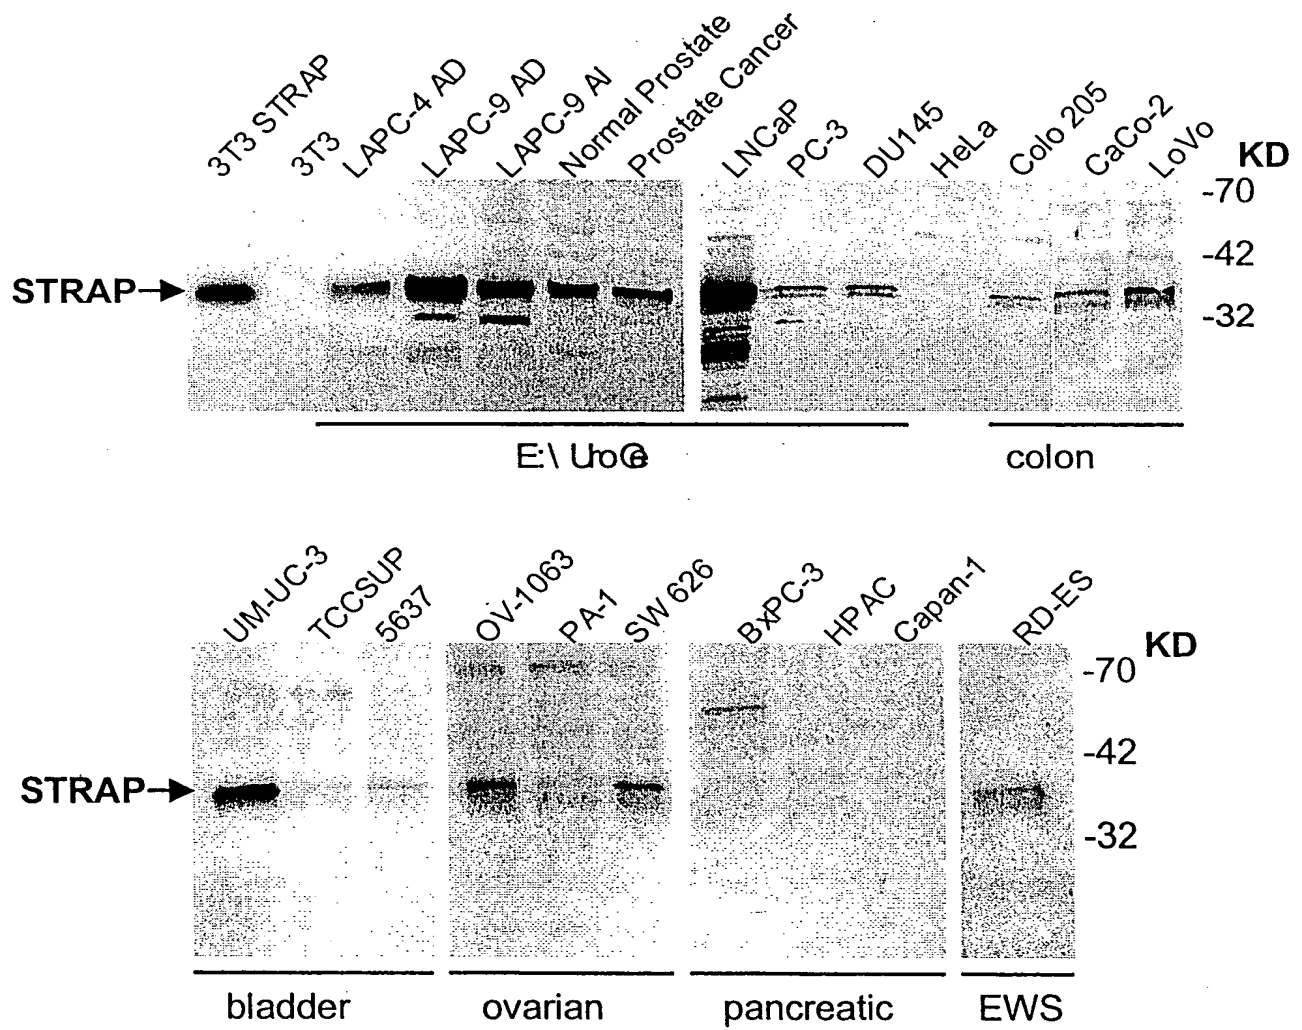 3T3 STRAP
3T3
LAPC-4 AD
LAPC-9 AD
LAPC-9 AI
Normal Prostate
Prostate Cancer
LNCaP
PC-3
DU145
HeLa
Colo 205
CaCo-2
LoVo
KD
-70
-42
STRAP
-32
E:\
colon
UM-UC-3
TCCSUP
5637
OV-1063
PA-1
SW 626
BxPC-3
HPAC
Capan-1
RD-ES
KD
-70
-42
STRAP
-32
bladder
ovarian
pancreatic
EWS